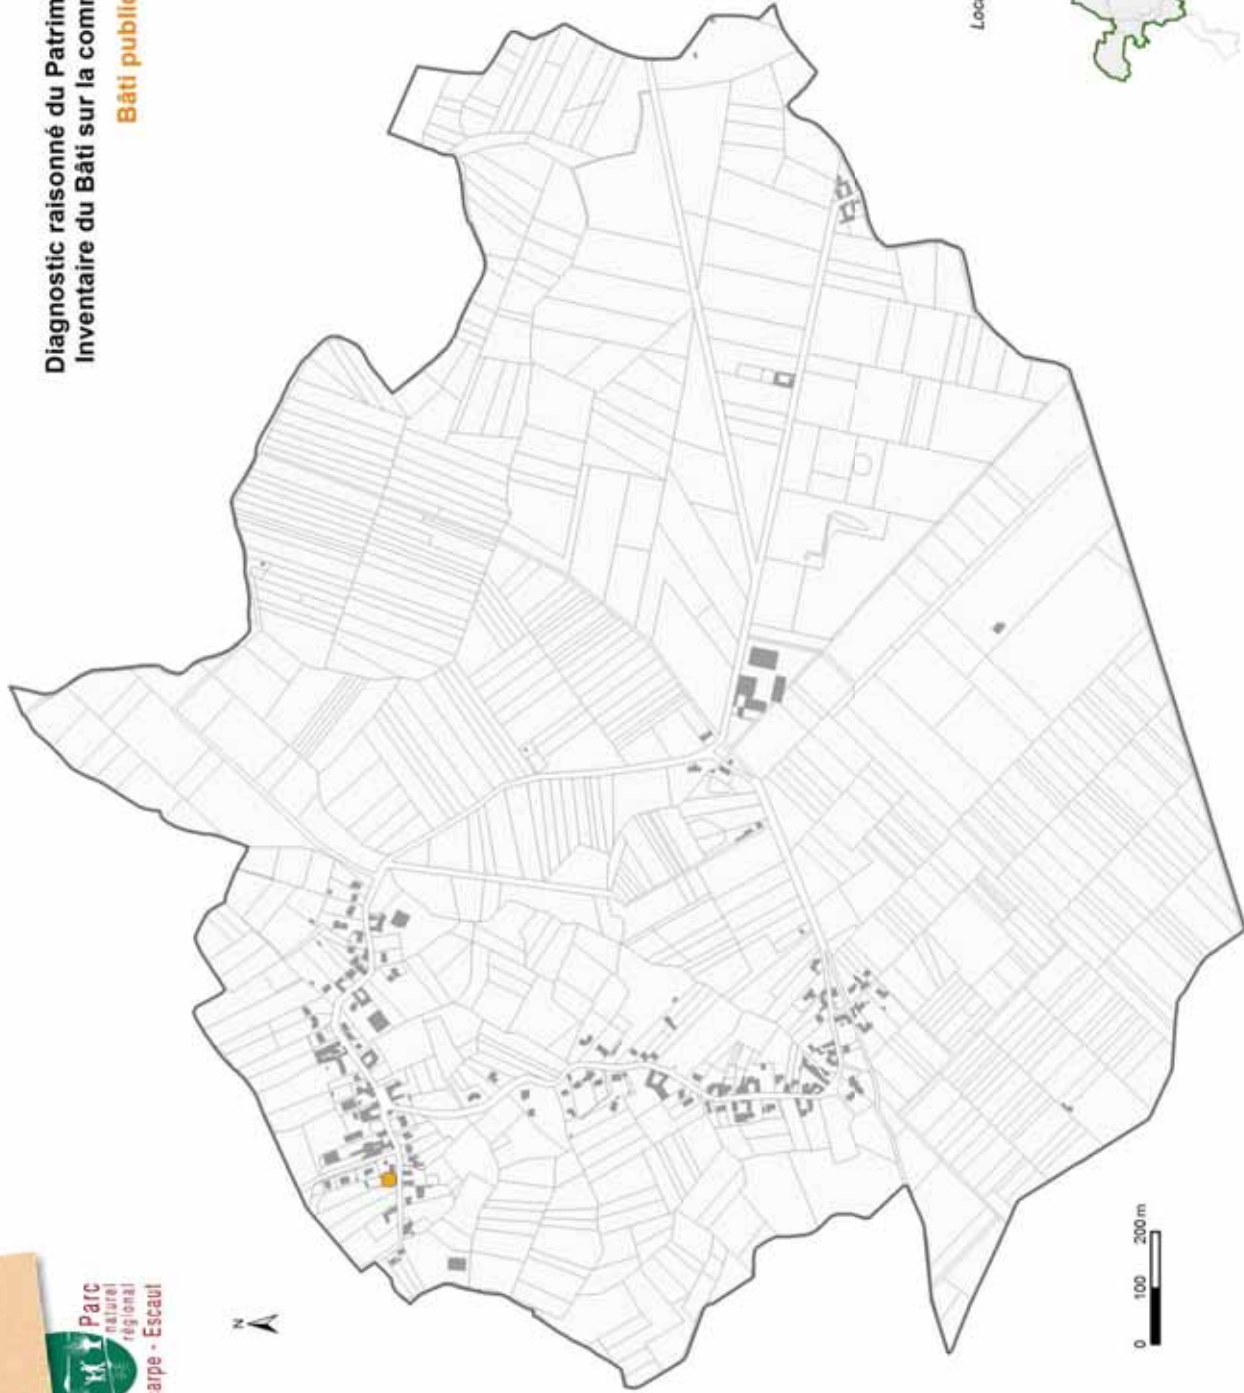 Diagnostic raisonné du Patrim
Inventaire du Bâti sur la comm
Bâti public
Loca
Parc
naturel
régional
arpe - Escaut
N
0 100 200 m